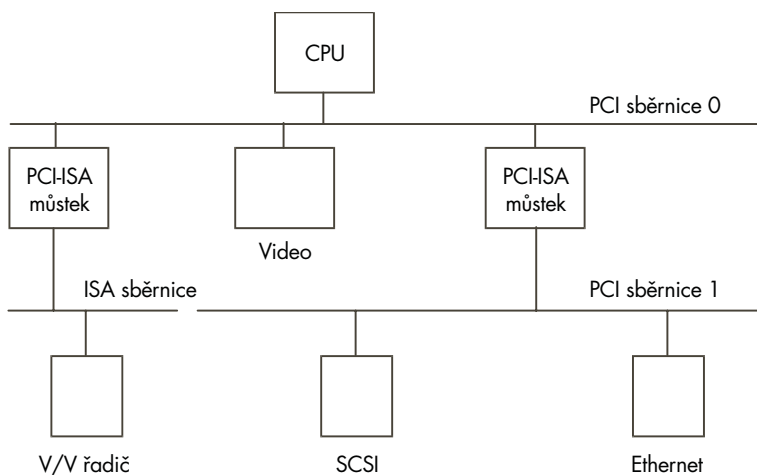 CPU
PCI sběrnice 0
PCI-ISA
můstek
PCI-ISA
můstek
Video
ISA sběrnice
PCI sběrnice 1
V/V řadič
SCSI
Ethernet